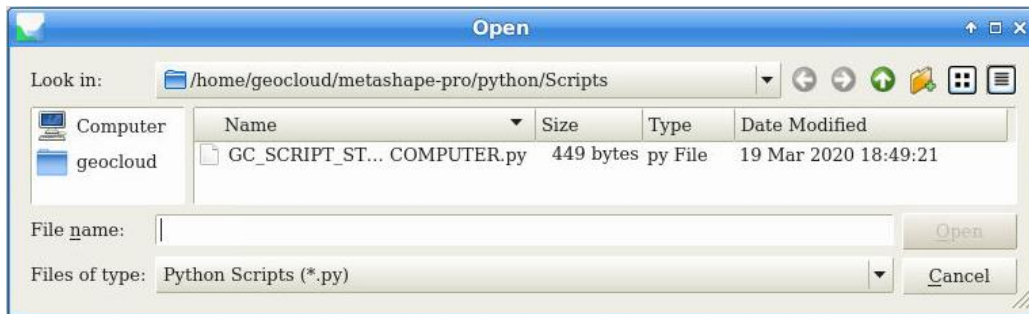 Open
Look in: /home/geocloud/metashape-pro/python/Scripts
Computer
geocloud
Name Size Type Date Modified
GC_SCRIPT_ST... COMPUTER.py 449 bytes py File 19 Mar 2020 18:49:21
File name: Open
Files of type: Python Scripts (*.py) Cancel